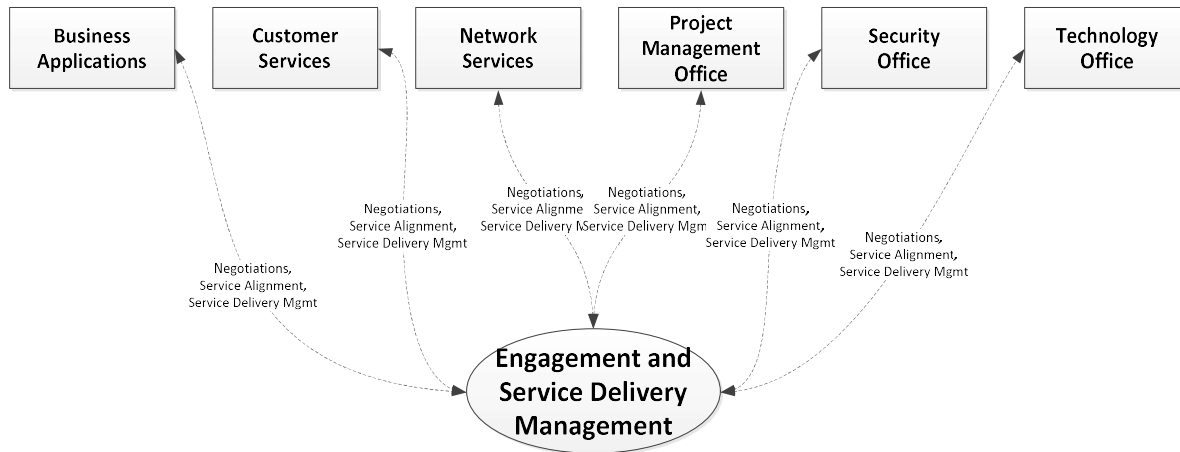 Business
Applications
Customer
Services
Network
Services
Project
Management
Office
Security
Office
Technology
Office
Negotiations,
Service Alignment,
Service Delivery Mgmt
Negotiations,
Service Alignment,
Service Delivery Mgmt
Negotiations,
Service Alignme
Service Delivery M
Negotiations,
Service Alignment,
Service Delivery Mgm
Negotiations,
Service Alignment,
Service Delivery Mgmt
Negotiations,
Service Alignment,
Service Delivery Mgmt
Engagement and
Service Delivery
Management